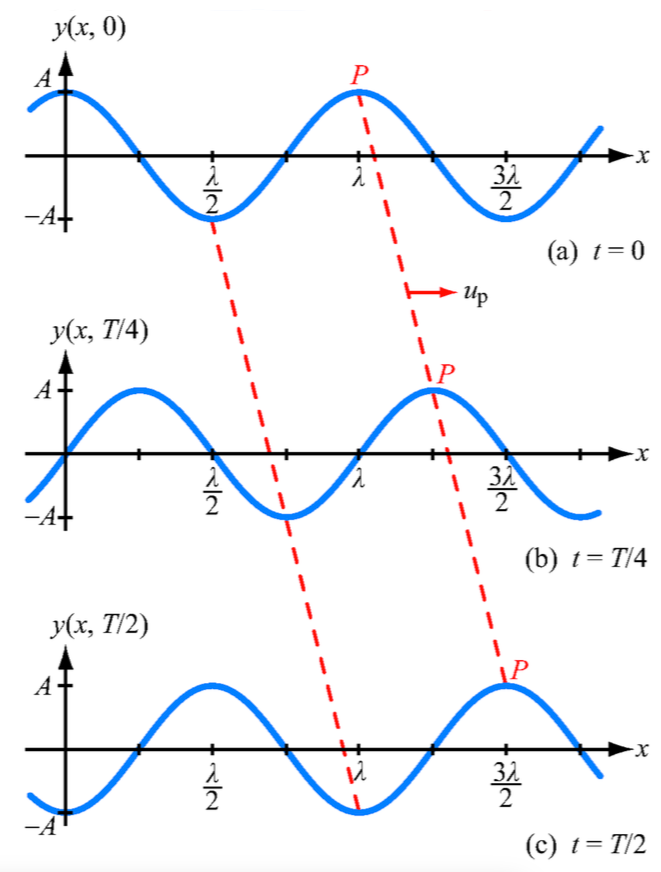 y(x, 0)
A
P
x
λ/2
λ
3λ/2
−A
(a) t = 0
u_p
y(x, T/4)
A
P
x
λ/2
λ
3λ/2
−A
(b) t = T/4
y(x, T/2)
A
P
x
λ/2
λ
3λ/2
−A
(c) t = T/2